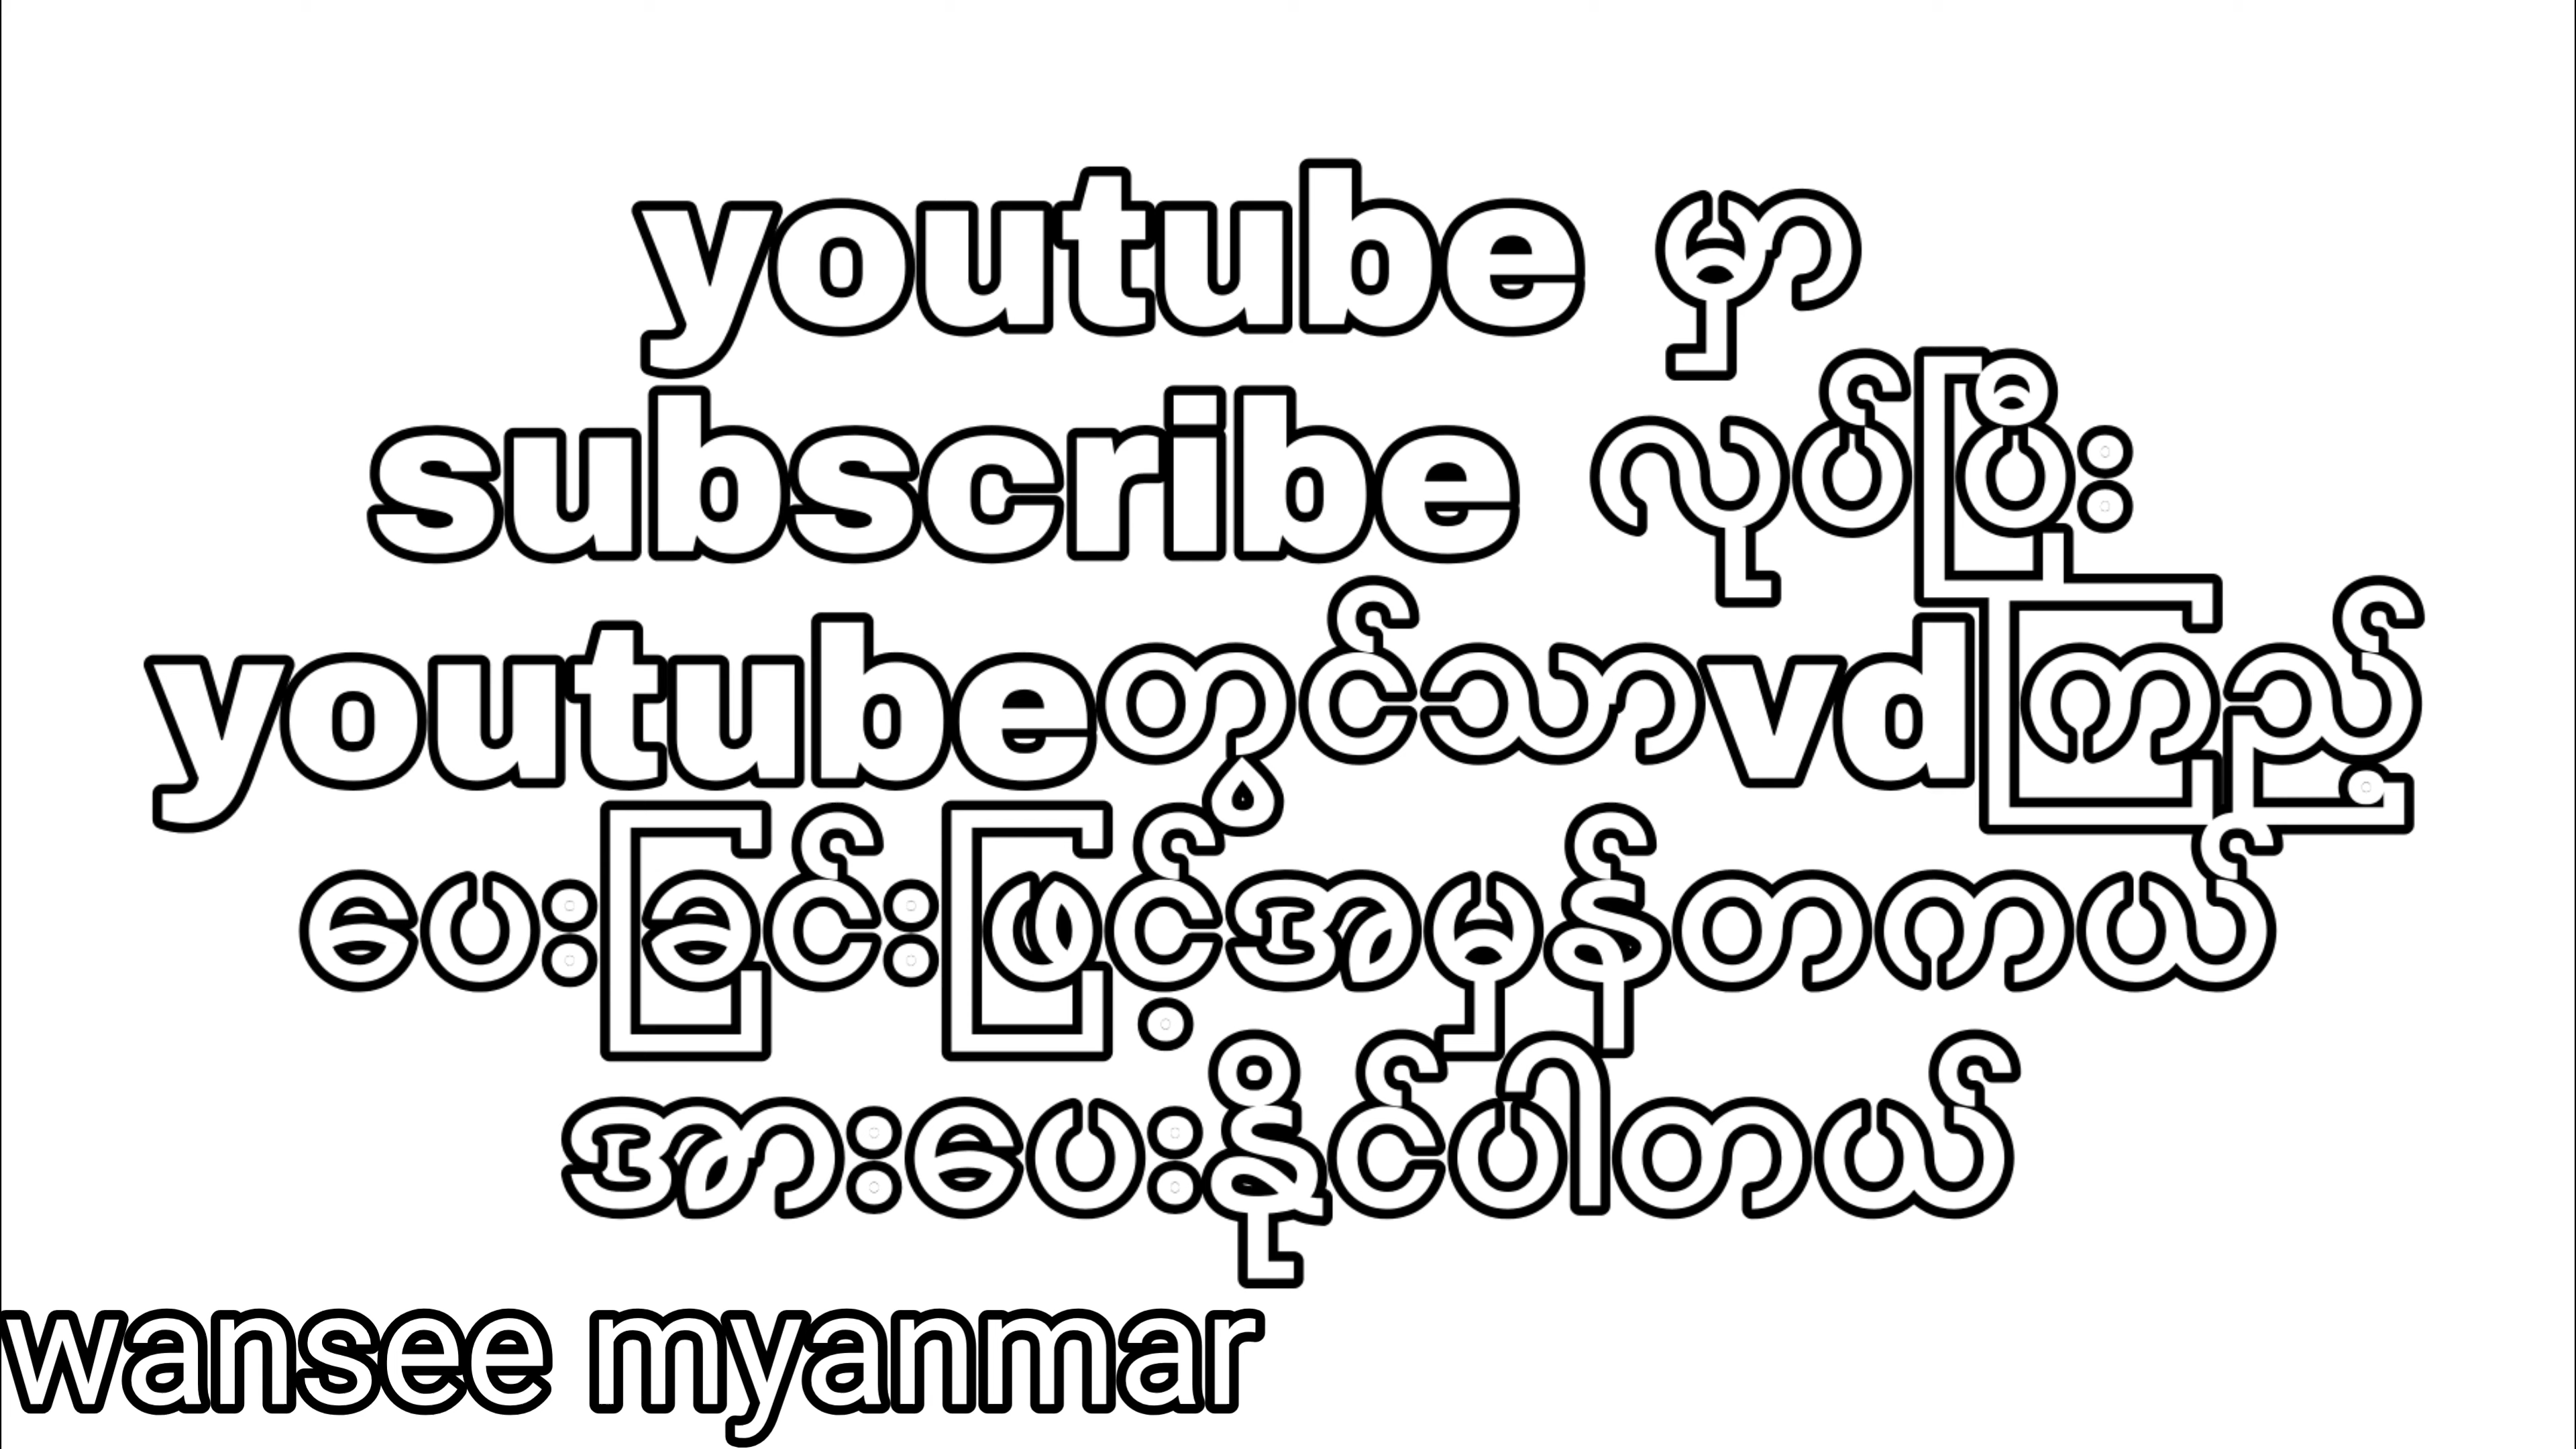 youtube မှာ
subscribe လုပ်ပြီး
youtubeတွင်သာvdကြည့်
ပေးခြင်းဖြင့်အမှန်တကယ်
အားပေးနိုင်ပါတယ်
wansee myanmar